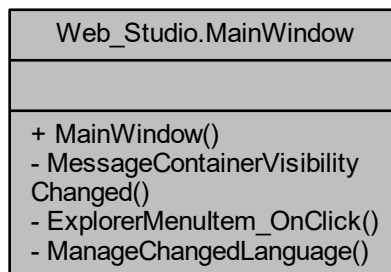 Web_Studio.MainWindow
+ MainWindow()
- MessageContainerVisibility
Changed()
- ExplorerMenuItem_OnClick()
- ManageChangedLanguage()